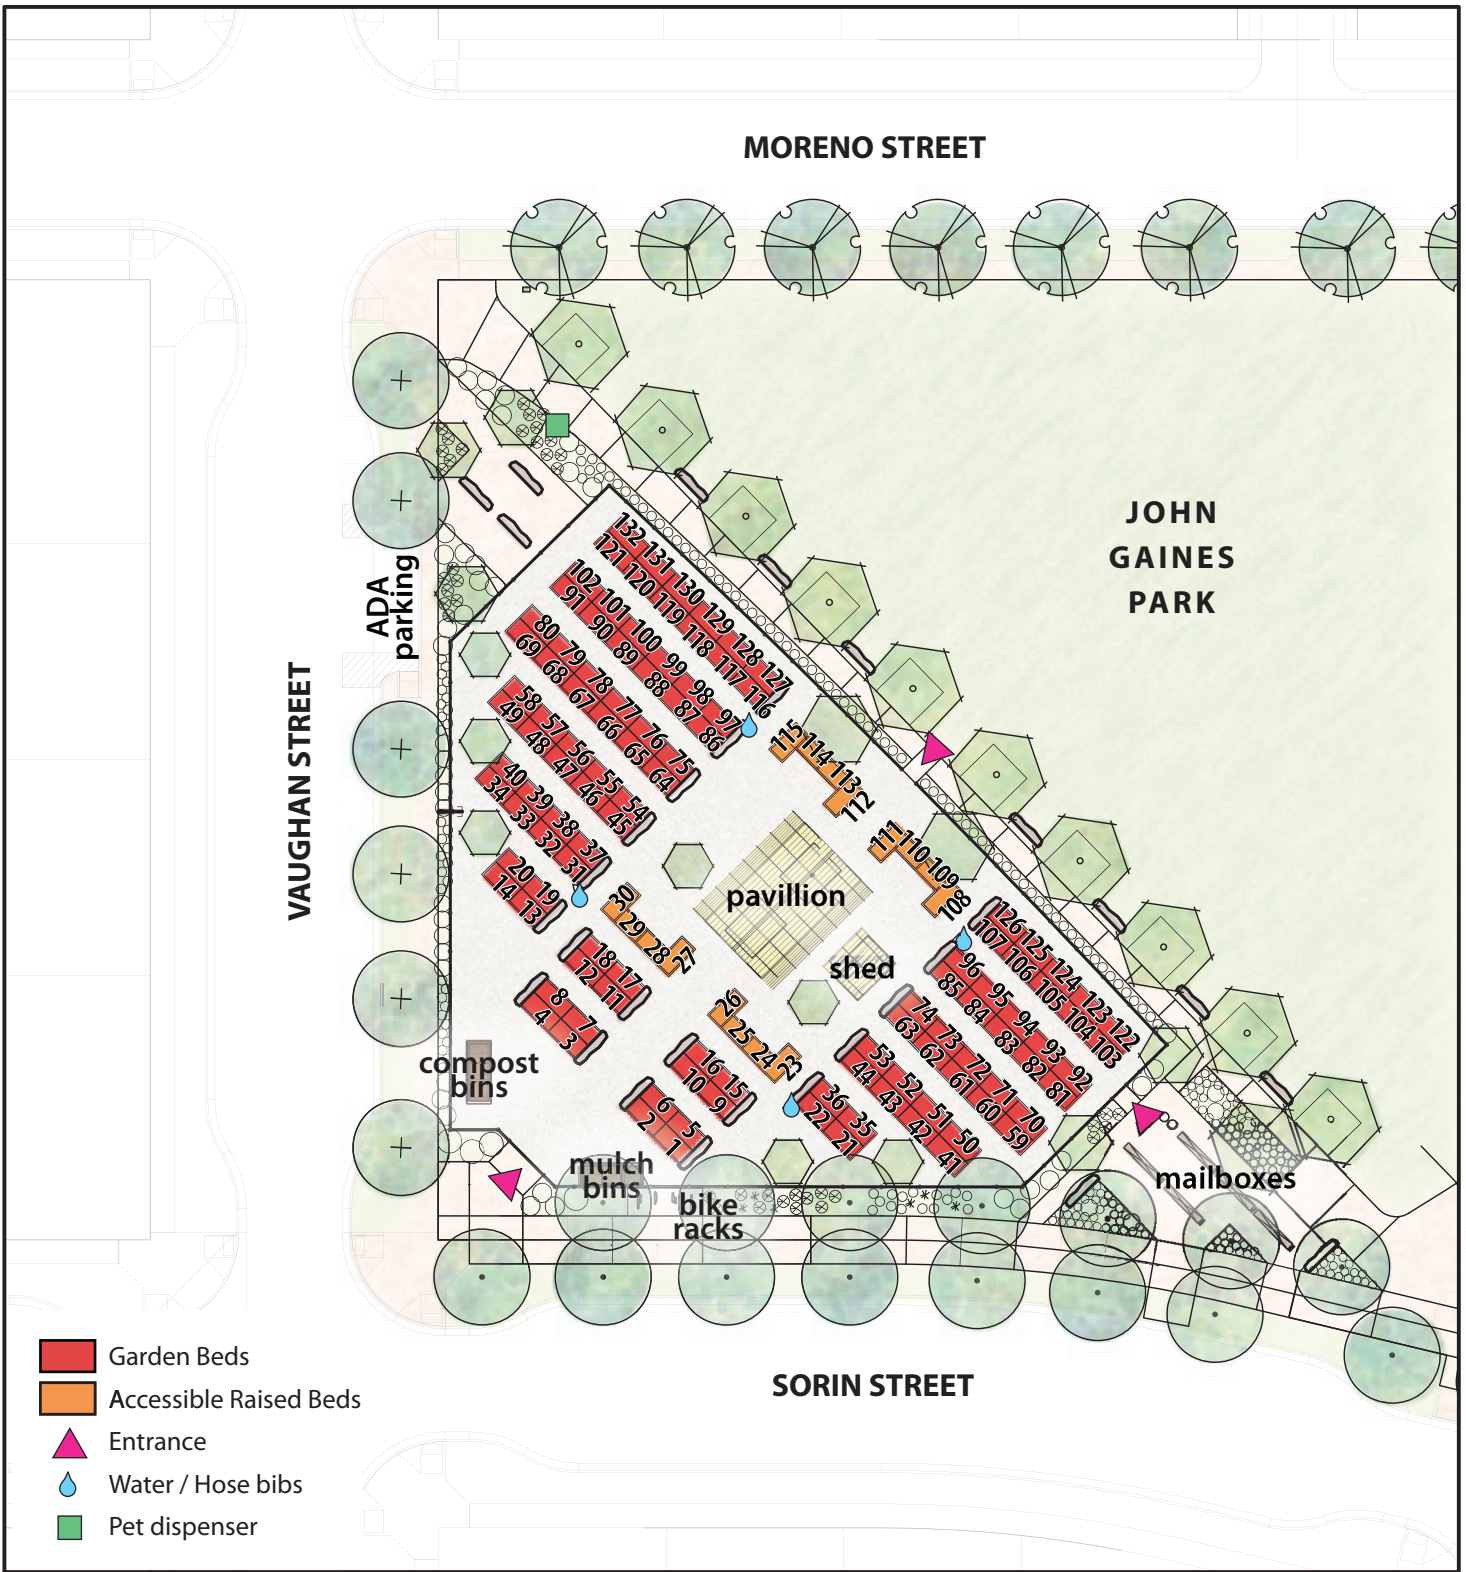 MORENO STREET
JOHN
GAINES
PARK
ADA
parking
VAUGHAN STREET
132 131 130 129 128 127
121 120 119 118 117 116
102 101 100 99 98 97
91 90 89 88 87 86
80 79 78 77 76 75
69 68 67 66 65 64
58 57 56 55 54
49 48 47 46 45
40 39 38 37
34 33 32 31
20 19
14 13
115 114 113 112
111 110 109 108
pavillion
shed
30 29 28 27
26 25 24 23
18 17
12 11
8 7
4 3
16 15
10 9
6 5
2 1
36 35
22 21
53 52 51 50
44 43 42 41
74 73 72 71 70
63 62 61 60 59
96 95 94 93 92
85 84 83 82 81
126 125 124 123 122
107 106 105 104 103
compost
bins
mulch
bins
bike
racks
mailboxes
SORIN STREET
Garden Beds
Accessible Raised Beds
Entrance
Water / Hose bibs
Pet dispenser